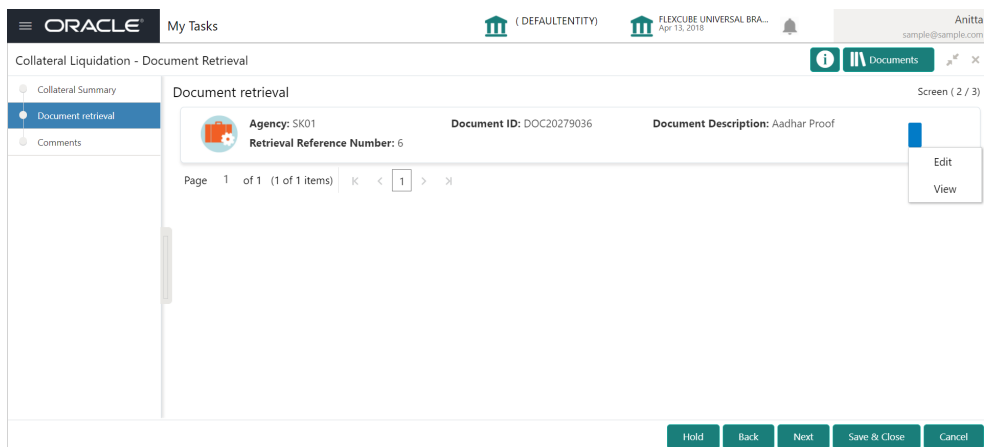 ORACLE®
My Tasks
( DEFAULTENTITY)
FLEXCUBE UNIVERSAL BRA...
Apr 13, 2018
Anitta
sample@sample.com
Collateral Liquidation - Document Retrieval
Documents
Collateral Summary
Document retrieval
Comments
Document retrieval
Screen ( 2 / 3)
Agency: SK01
Document ID: DOC20279036
Document Description: Aadhar Proof
Retrieval Reference Number: 6
Edit
View
Page 1 of 1 (1 of 1 items) 1
Hold
Back
Next
Save & Close
Cancel